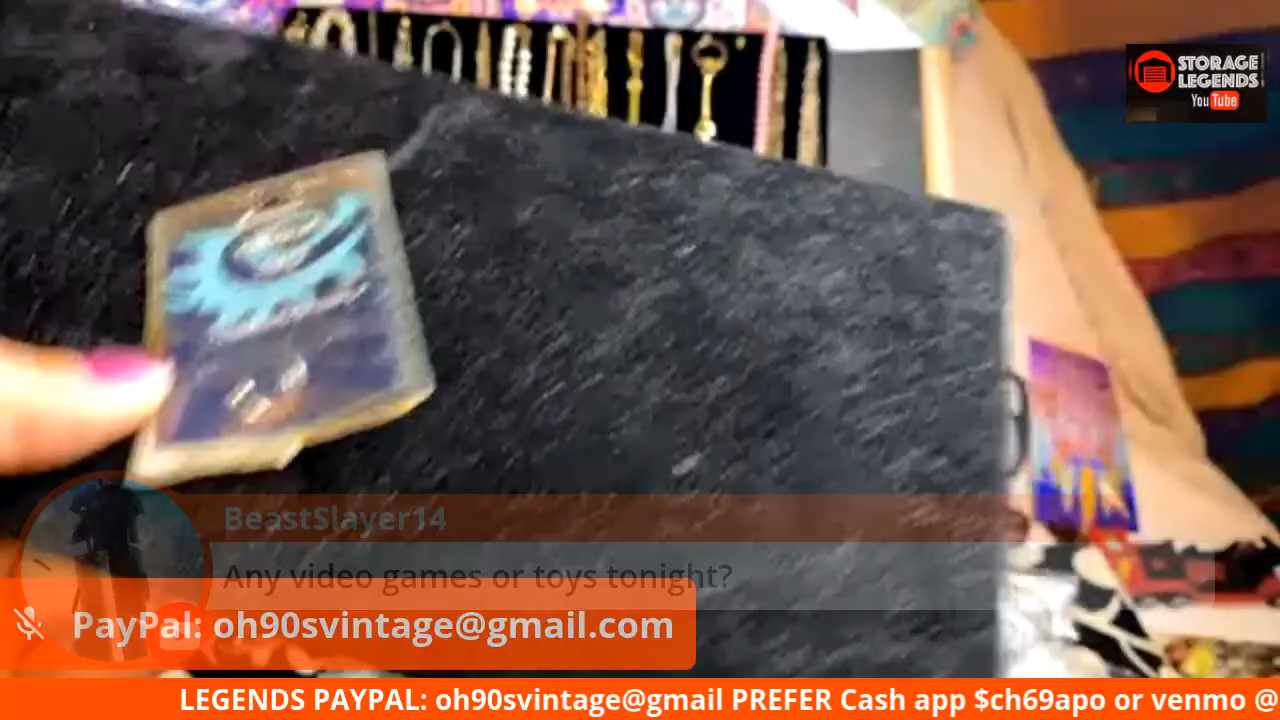 STORAGE
LEGENDS
YouTube
BeastSlayer14
Any video games or toys tonight?
PayPal: oh90svintage@gmail.com
LEGENDS PAYPAL: oh90svintage@gmail PREFER Cash app $ch69apo or venmo @